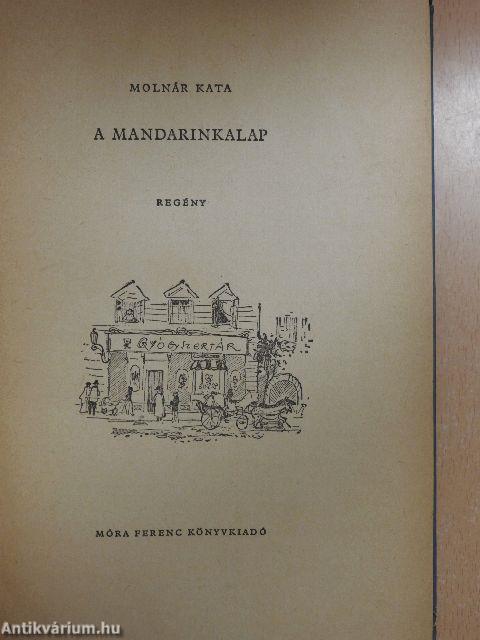 MOLNÁR KATA
A MANDARINKALAP
REGÉNY
GYÓGYSZERTÁR
MÓRA FERENC KÖNYVKIADÓ
Antikvárium.hu